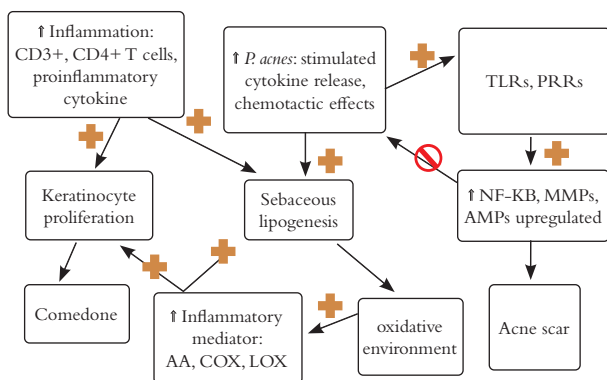 ⇑ Inflammation:
CD3+, CD4+ T cells,
proinflammatory
cytokine
⇑ P. acnes: stimulated
cytokine release,
chemotactic effects
TLRs, PRRs
Keratinocyte
proliferation
Sebaceous
lipogenesis
⇑ NF-KB, MMPs,
AMPs upregulated
Comedone
⇑ Inflammatory
mediator:
AA, COX, LOX
oxidative
environment
Acne scar